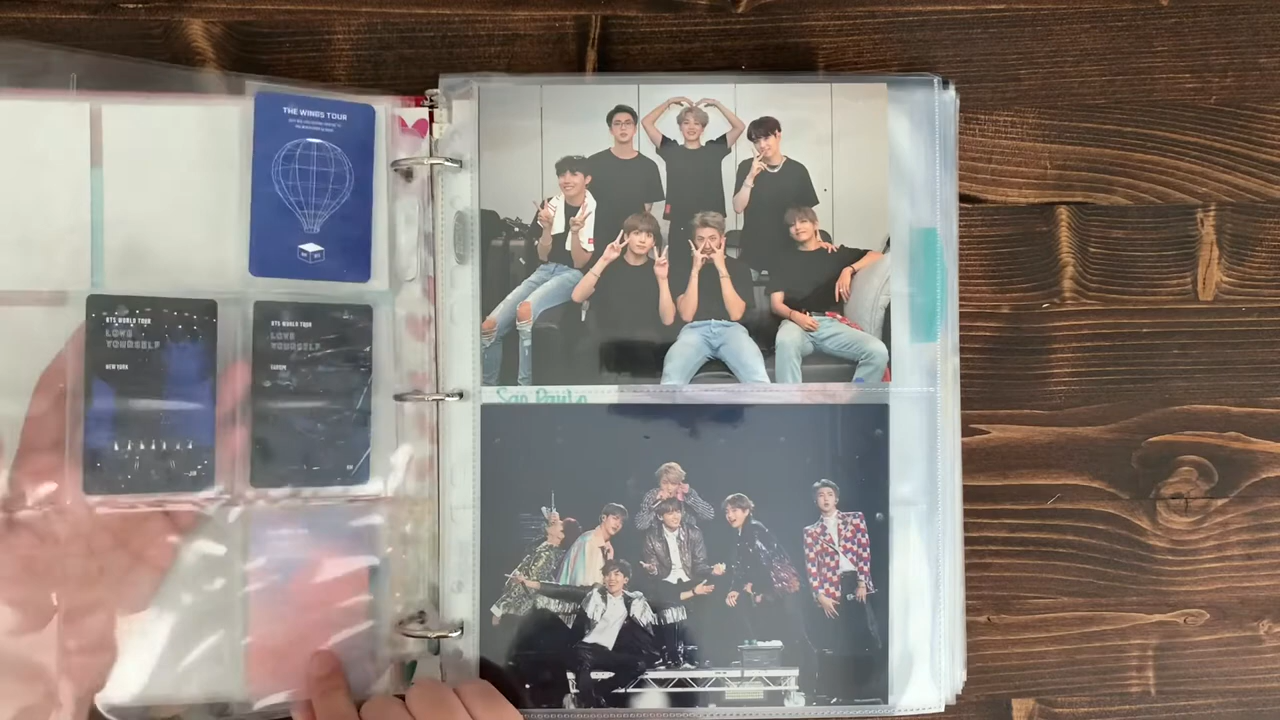 THE WINGS TOUR
BTS WORLD TOUR
LOVE
YOURSELF
NEW YORK
BTS WORLD TOUR
LOVE
YOURSELF
EUROPE
Sao Paulo